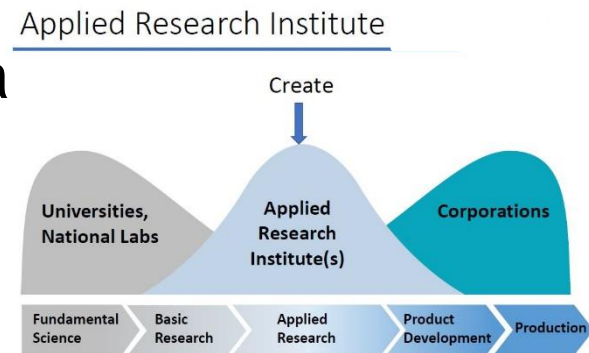 Applied Research Institute
a
Create
Universities,
National Labs
Applied
Research
Institute(s)
Corporations
Fundamental
Science
Basic
Research
Applied
Research
Product
Development
Production